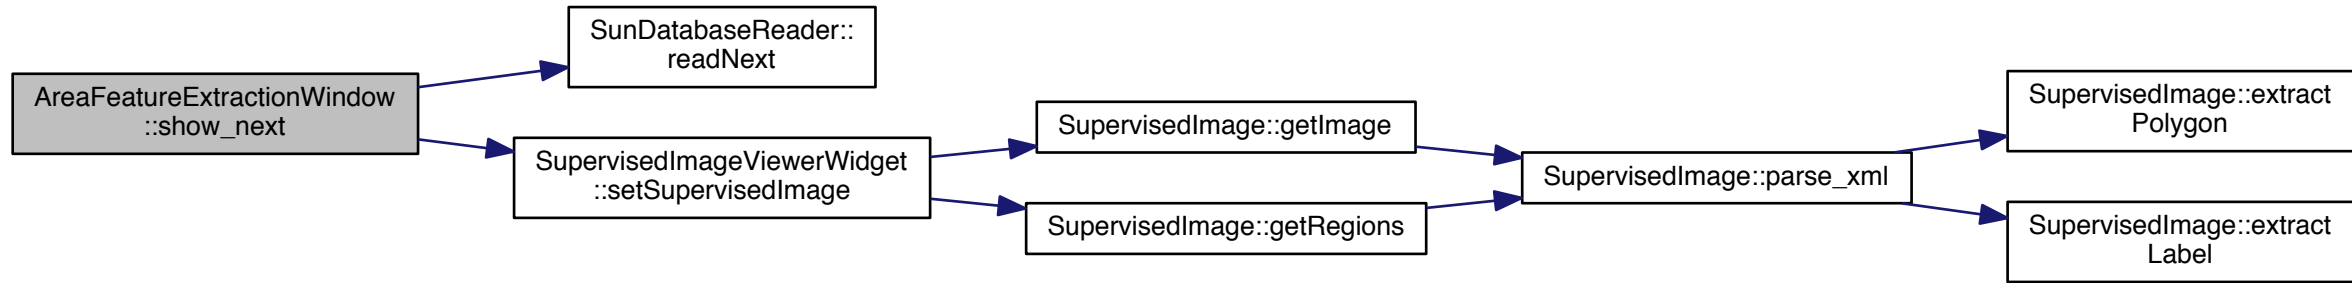 AreaFeatureExtractionWindow
::show_next
SunDatabaseReader::
readNext
SupervisedImageViewerWidget
::setSupervisedImage
SupervisedImage::getImage
SupervisedImage::getRegions
SupervisedImage::parse_xml
SupervisedImage::extract
Polygon
SupervisedImage::extract
Label